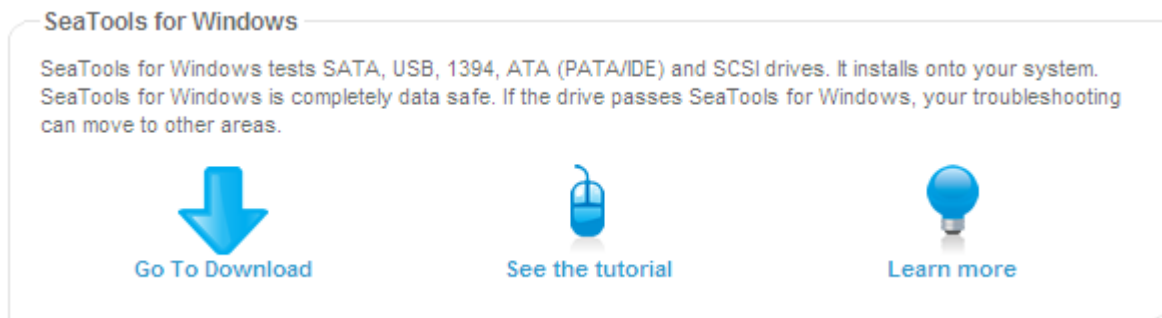 SeaTools for Windows
SeaTools for Windows tests SATA, USB, 1394, ATA (PATA/IDE) and SCSI drives. It installs onto your system.
SeaTools for Windows is completely data safe. If the drive passes SeaTools for Windows, your troubleshooting
can move to other areas.
Go To Download
See the tutorial
Learn more